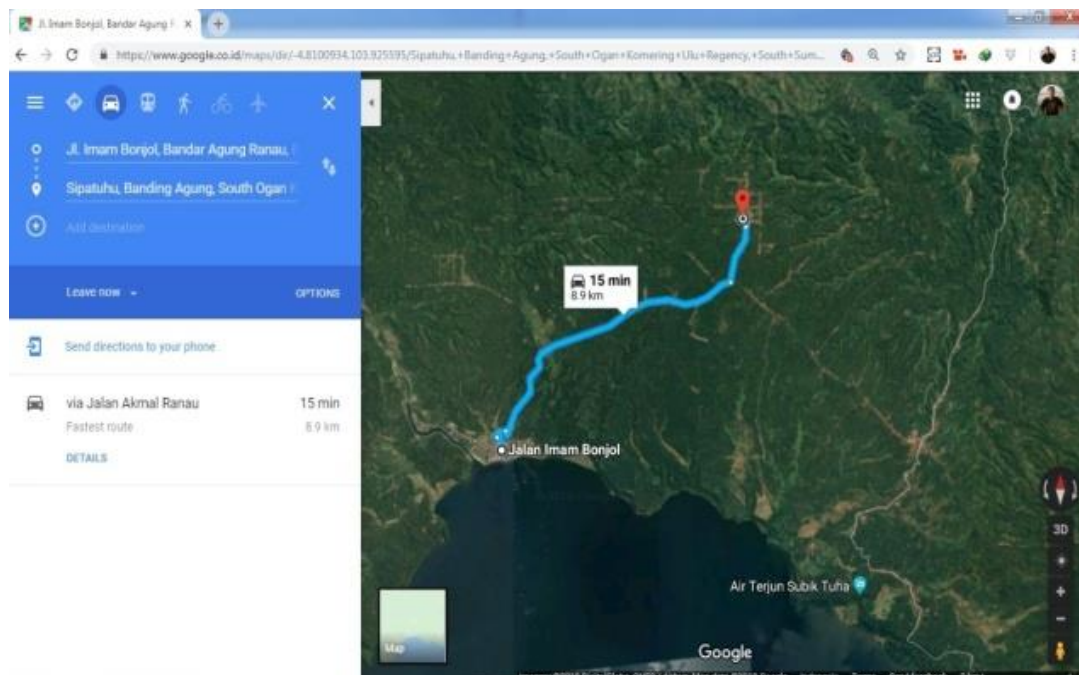 Jl. Imam Bonjol, Bandar Agung
https://www.google.co.id/maps/dir/-4.8100934,103.925595/Sipatuhu,+Banding+Agung,+South+Ogan+Komering+Ulu+Regency,+South+Sum...
Jl. Imam Bonjol, Bandar Agung Ranau,
Sipatuhu, Banding Agung, South Ogan
Add destination
Leave now
OPTIONS
Send directions to your phone
via Jalan Akmal Ranau 15 min
Fastest route 8.9 km
DETAILS
15 min
8.9 km
Jalan Imam Bonjol
Air Terjun Subik Tuha
3D
Map
Google